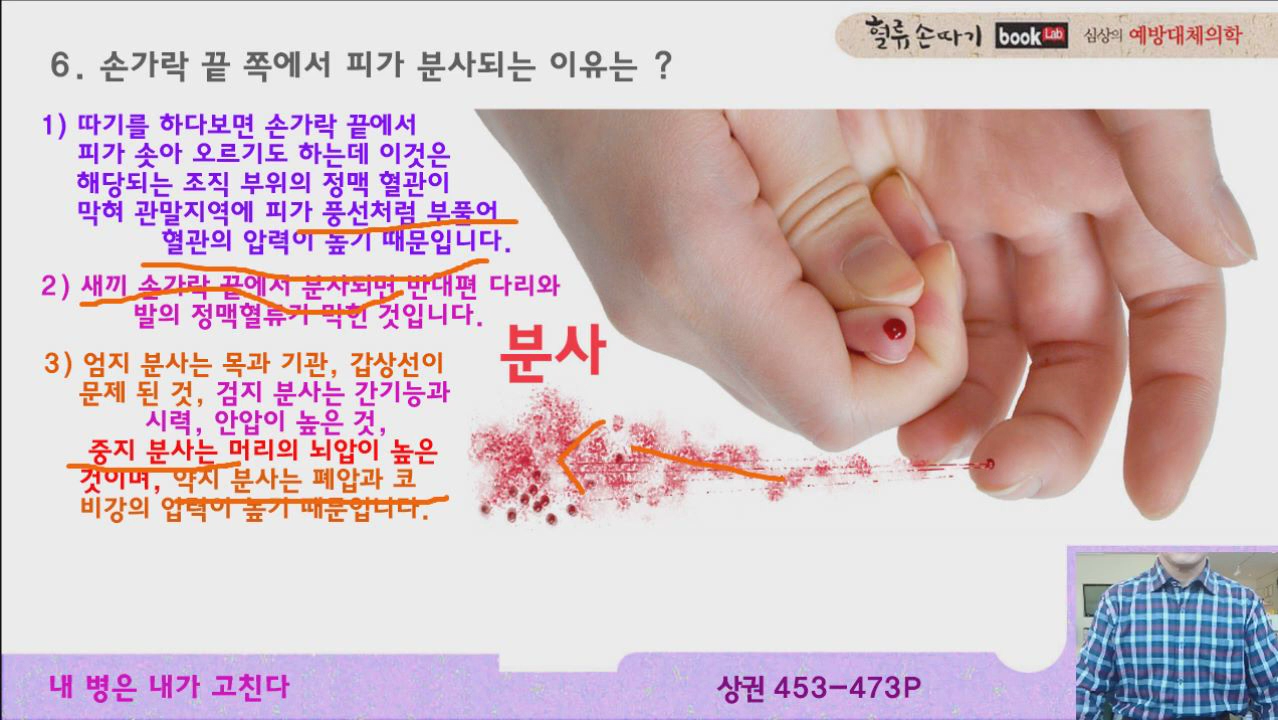 혈류 손따기 book Lab 심상의 예방대체의학
6. 손가락 끝 쪽에서 피가 분사되는 이유는 ?
1) 따기를 하다보면 손가락 끝에서
피가 솟아 오르기도 하는데 이것은
해당되는 조직 부위의 정맥 혈관이
막혀 관말지역에 피가 풍선처럼 부풀어
혈관의 압력이 높기 때문입니다.
2) 새끼 손가락 끝에서 분사되면 반대편 다리와
발의 정맥혈류가 막힌 것입니다.
3) 엄지 분사는 목과 기관, 갑상선이
문제 된 것, 검지 분사는 간기능과
시력, 안압이 높은 것,
중지 분사는 머리의 뇌압이 높은
것이며, 약지 분사는 폐압과 코
비강의 압력이 높기 때문입니다.
분사
내 병은 내가 고친다
상권 453-473P